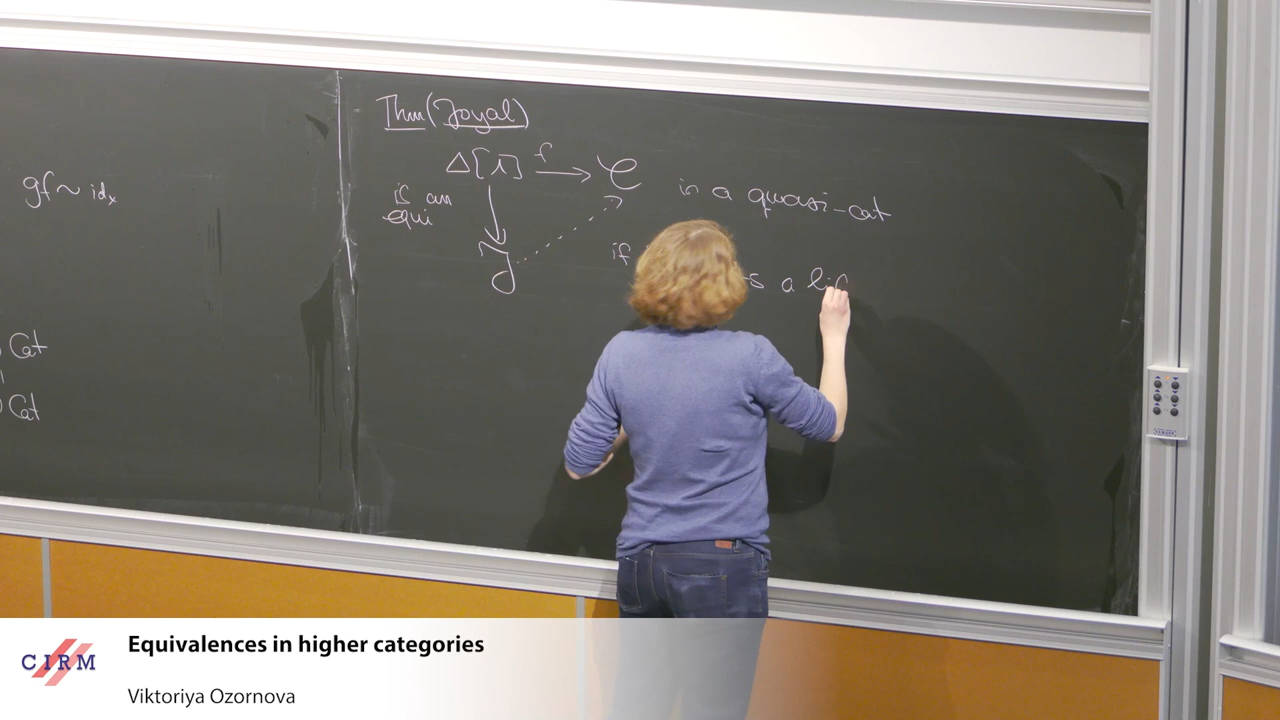 Thm (Joyal)
Δ[1] f C
in a quasi-cat
is an
equi
J
if
s a lif
gf ~ idx
Cat
Cat
CIRM
Equivalences in higher categories
Viktoriya Ozornova